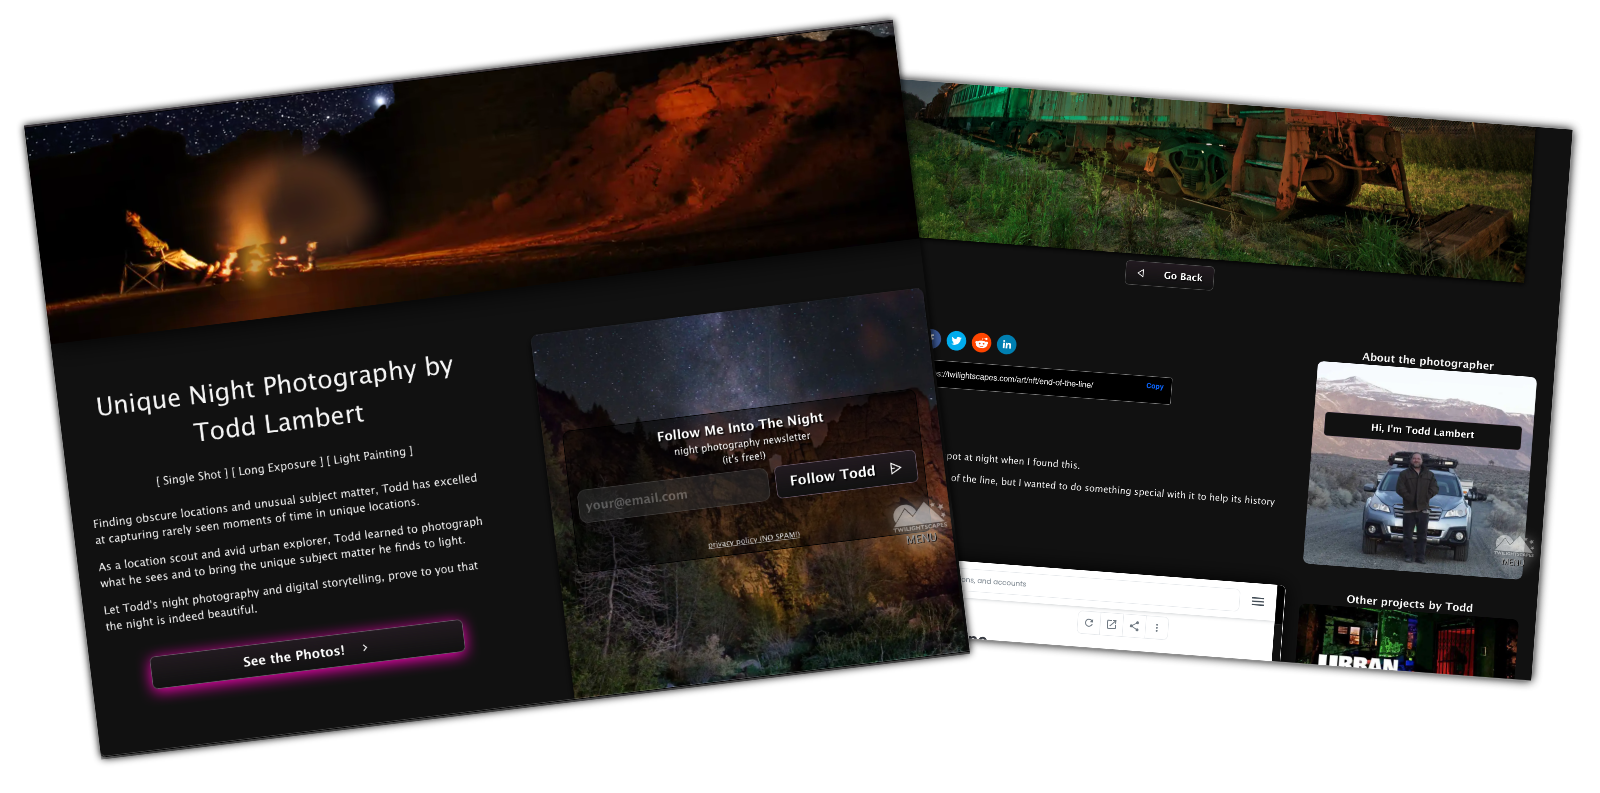 Unique Night Photography by
Todd Lambert
[ Single Shot ] [ Long Exposure ] [ Light Painting ]
Finding obscure locations and unusual subject matter, Todd has excelled
at capturing rarely seen moments of time in unique locations.
As a location scout and avid urban explorer, Todd learned to photograph
what he sees and to bring the unique subject matter he finds to light.
Let Todd's night photography and digital storytelling, prove to you that
the night is indeed beautiful.
See the Photos!
Follow Me Into The Night
night photography newsletter
(it's free!)
your@email.com
Follow Todd
privacy policy (NO SPAM!)
TWILIGHTSCAPES
MENU
Go Back
s://twilightscapes.com/art/nft/end-of-the-line/
Copy
pot at night when I found this.
of the line, but I wanted to do something special with it to help its history
ons, and accounts
About the photographer
Hi, I'm Todd Lambert
TWILIGHTSCAPES
MENU
Other projects by Todd
URBAN